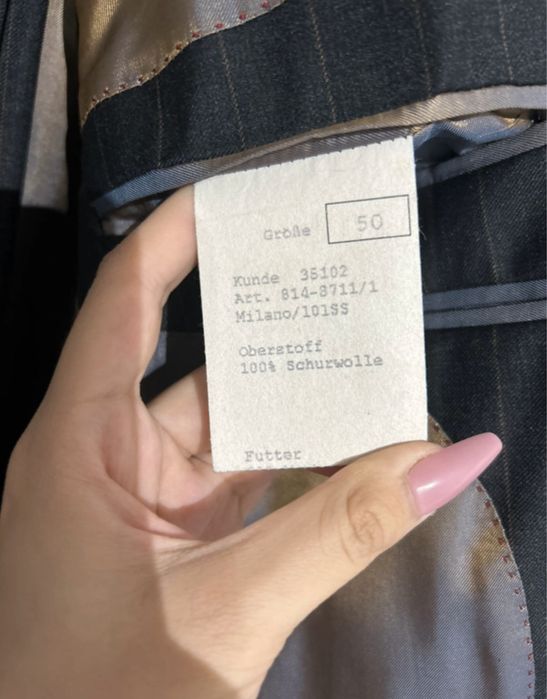 Größe 50
Kunde 35102
Art. 814-8711/1
Milano/101SS
Oberstoff
100% Schurwolle
Futter